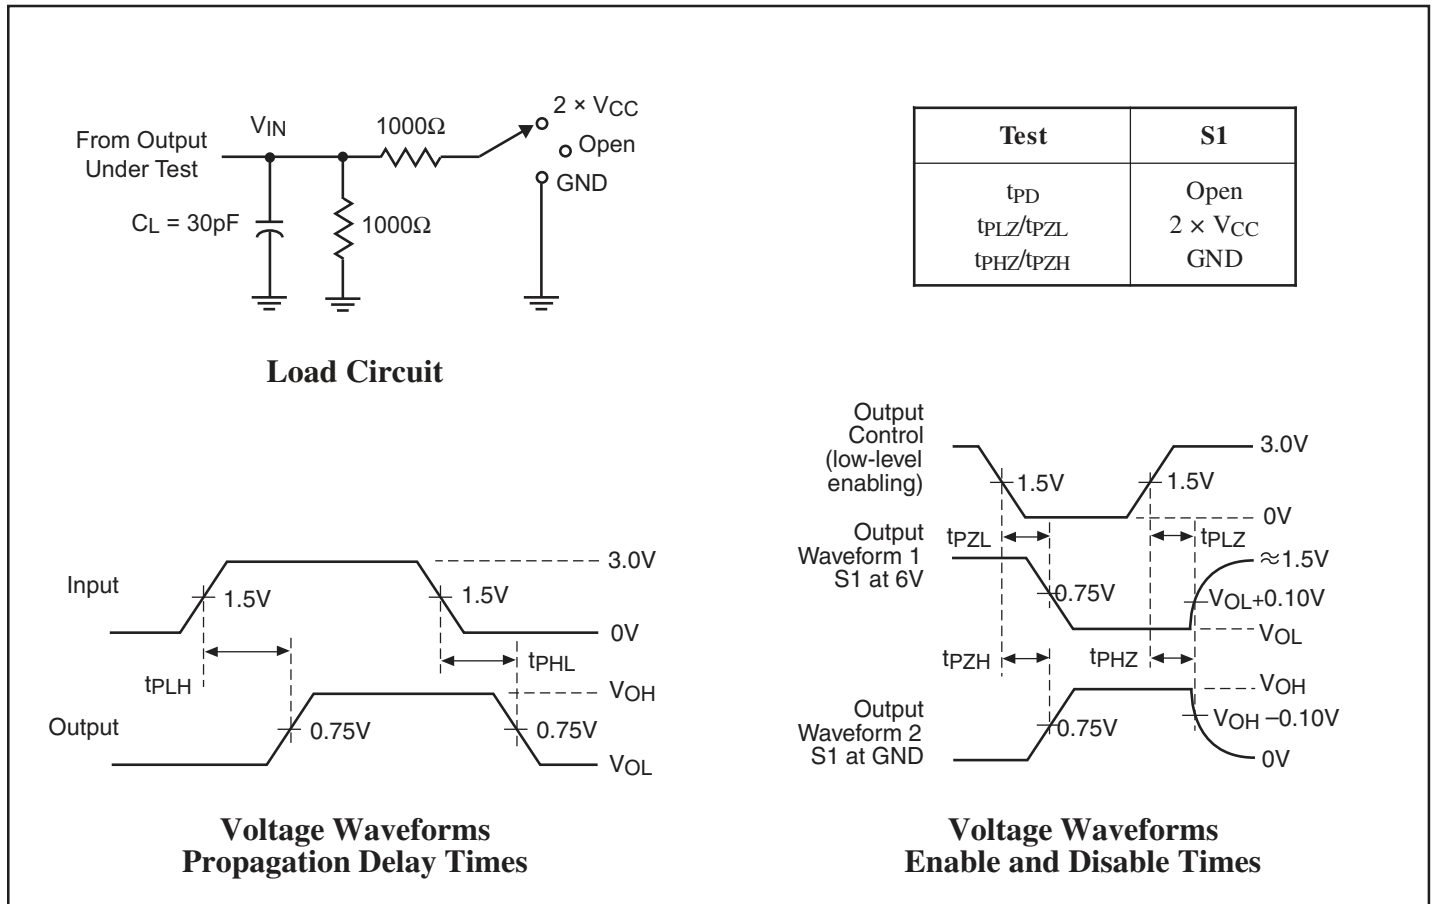 From Output
Under Test
VIN
1000Ω
2 × VCC
Open
GND
CL = 30pF
1000Ω
Load Circuit
Test S1
tPD Open
tPLZ/tPZL 2 × VCC
tPHZ/tPZH GND
Input
1.5V
1.5V
3.0V
0V
tPLH
tPHL
Output
0.75V
0.75V
VOH
VOL
Voltage Waveforms
Propagation Delay Times
Output
Control
(low-level
enabling)
1.5V
1.5V
3.0V
0V
Output
Waveform 1
S1 at 6V
tPZL
tPLZ
0.75V
≈1.5V
VOL+0.10V
VOL
tPZH
tPHZ
Output
Waveform 2
S1 at GND
0.75V
VOH
VOH –0.10V
0V
Voltage Waveforms
Enable and Disable Times